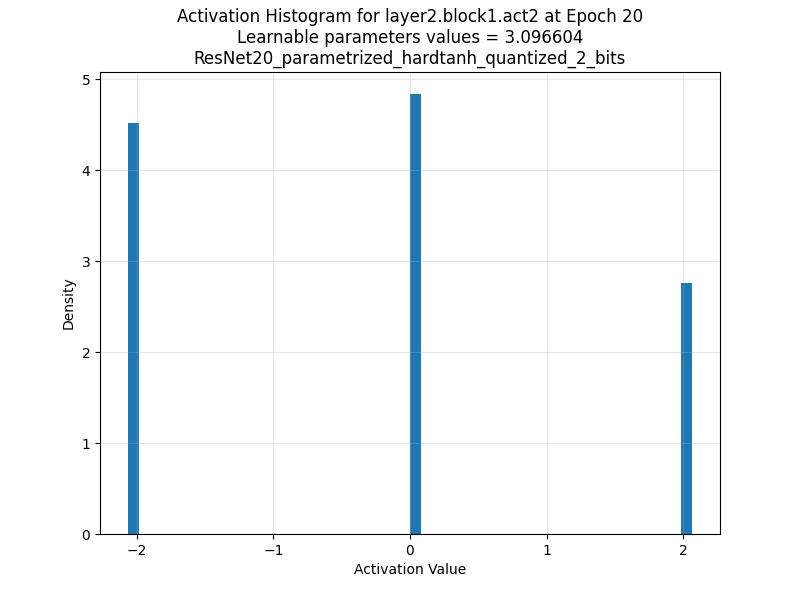 Activation Histogram for layer2.block1.act2 at Epoch 20
Learnable parameters values = 3.096604
ResNet20_parametrized_hardtanh_quantized_2_bits
5
4
3
2
1
0
Density
−2 −1 0 1 2
Activation Value